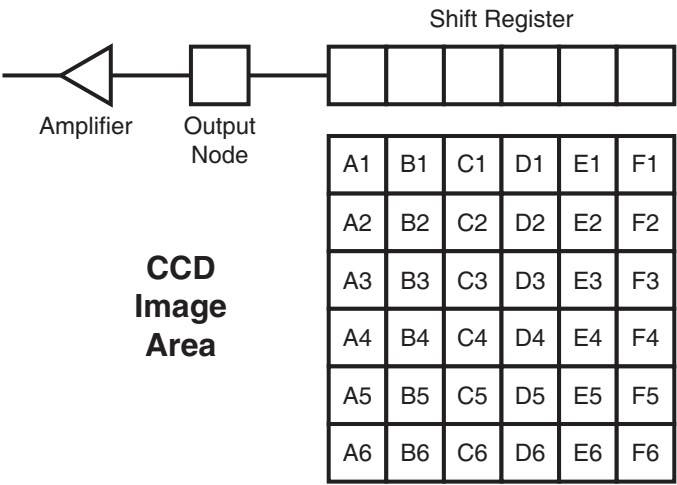 Shift Register
Amplifier
Output
Node
A1 B1 C1 D1 E1 F1
A2 B2 C2 D2 E2 F2
A3 B3 C3 D3 E3 F3
A4 B4 C4 D4 E4 F4
A5 B5 C5 D5 E5 F5
A6 B6 C6 D6 E6 F6
CCD
Image
Area